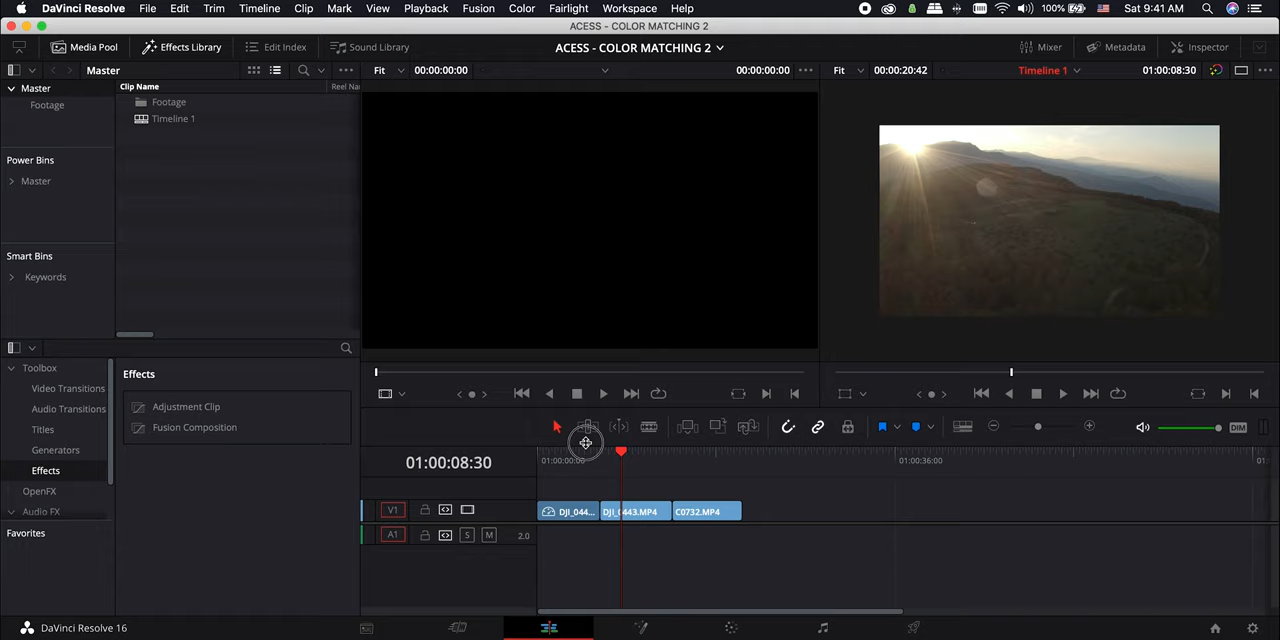 DaVinci Resolve File Edit Trim Timeline Clip Mark View Playback Fusion Color Fairlight Workspace Help 100% Sat 9:41 AM
ACESS - COLOR MATCHING 2
Media Pool Effects Library Edit Index Sound Library ACESS - COLOR MATCHING 2 Mixer Metadata Inspector
Master Fit 00:00:00:00 00:00:00:00 Fit 00:00:20:42 Timeline 1 01:00:08:30
Master Clip Name Reel Na
Footage Footage
Timeline 1
Power Bins
Master
Smart Bins
Keywords
Toolbox Effects
Video Transitions
Audio Transitions Adjustment Clip
Titles Fusion Composition
Generators
Effects
OpenFX
Audio FX
Favorites
DIM
01:00:08:30 01:00:00:00 01:00:36:00
V1 DJI_044... DJI_0443.MP4 C0732.MP4
A1 S M 2.0
DaVinci Resolve 16